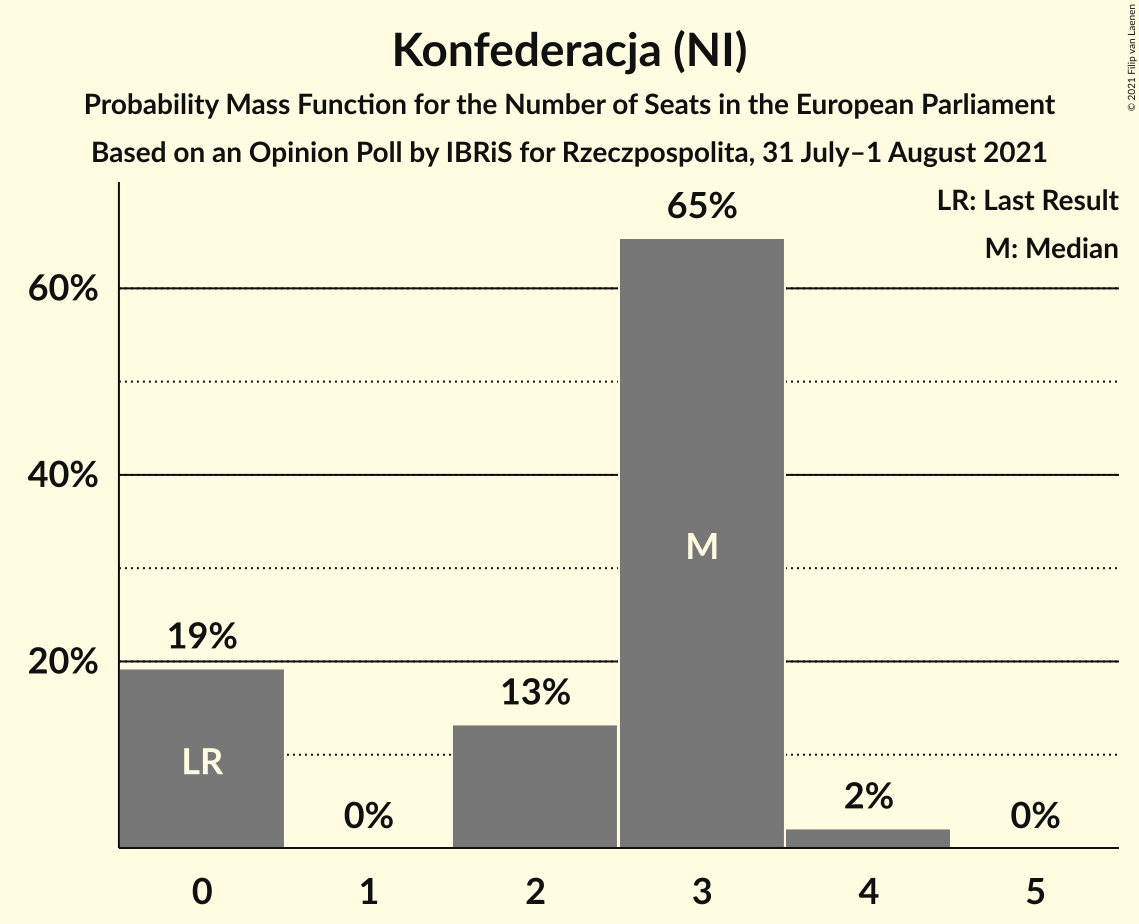 Konfederacja (NI)
Probability Mass Function for the Number of Seats in the European Parliament
Based on an Opinion Poll by IBRiS for Rzeczpospolita, 31 July–1 August 2021
© 2021 Filip van Laenen
LR: Last Result
M: Median
65%
60%
40%
M
19%
20%
13%
LR
2%
0%
0%
0 1 2 3 4 5